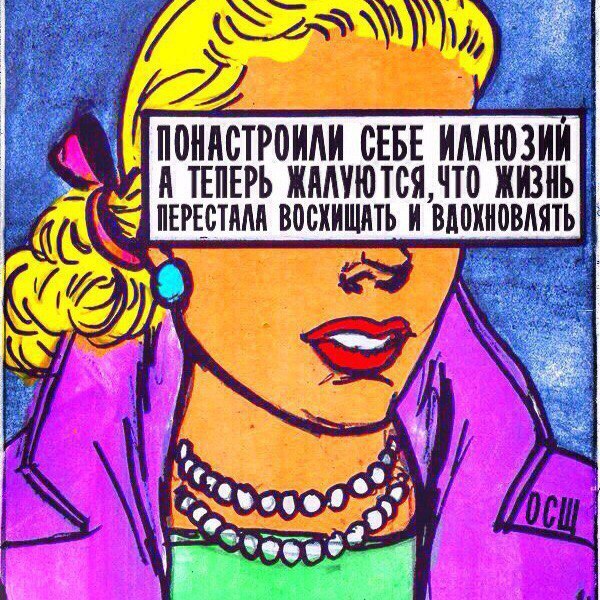 ПОНАСТРОИЛИ СЕБЕ ИЛЛЮЗИЙ
А ТЕПЕРЬ ЖАЛУЮТСЯ, ЧТО ЖИЗНЬ
ПЕРЕСТАЛА ВОСХИЩАТЬ И ВДОХНОВЛЯТЬ
ОСЩ